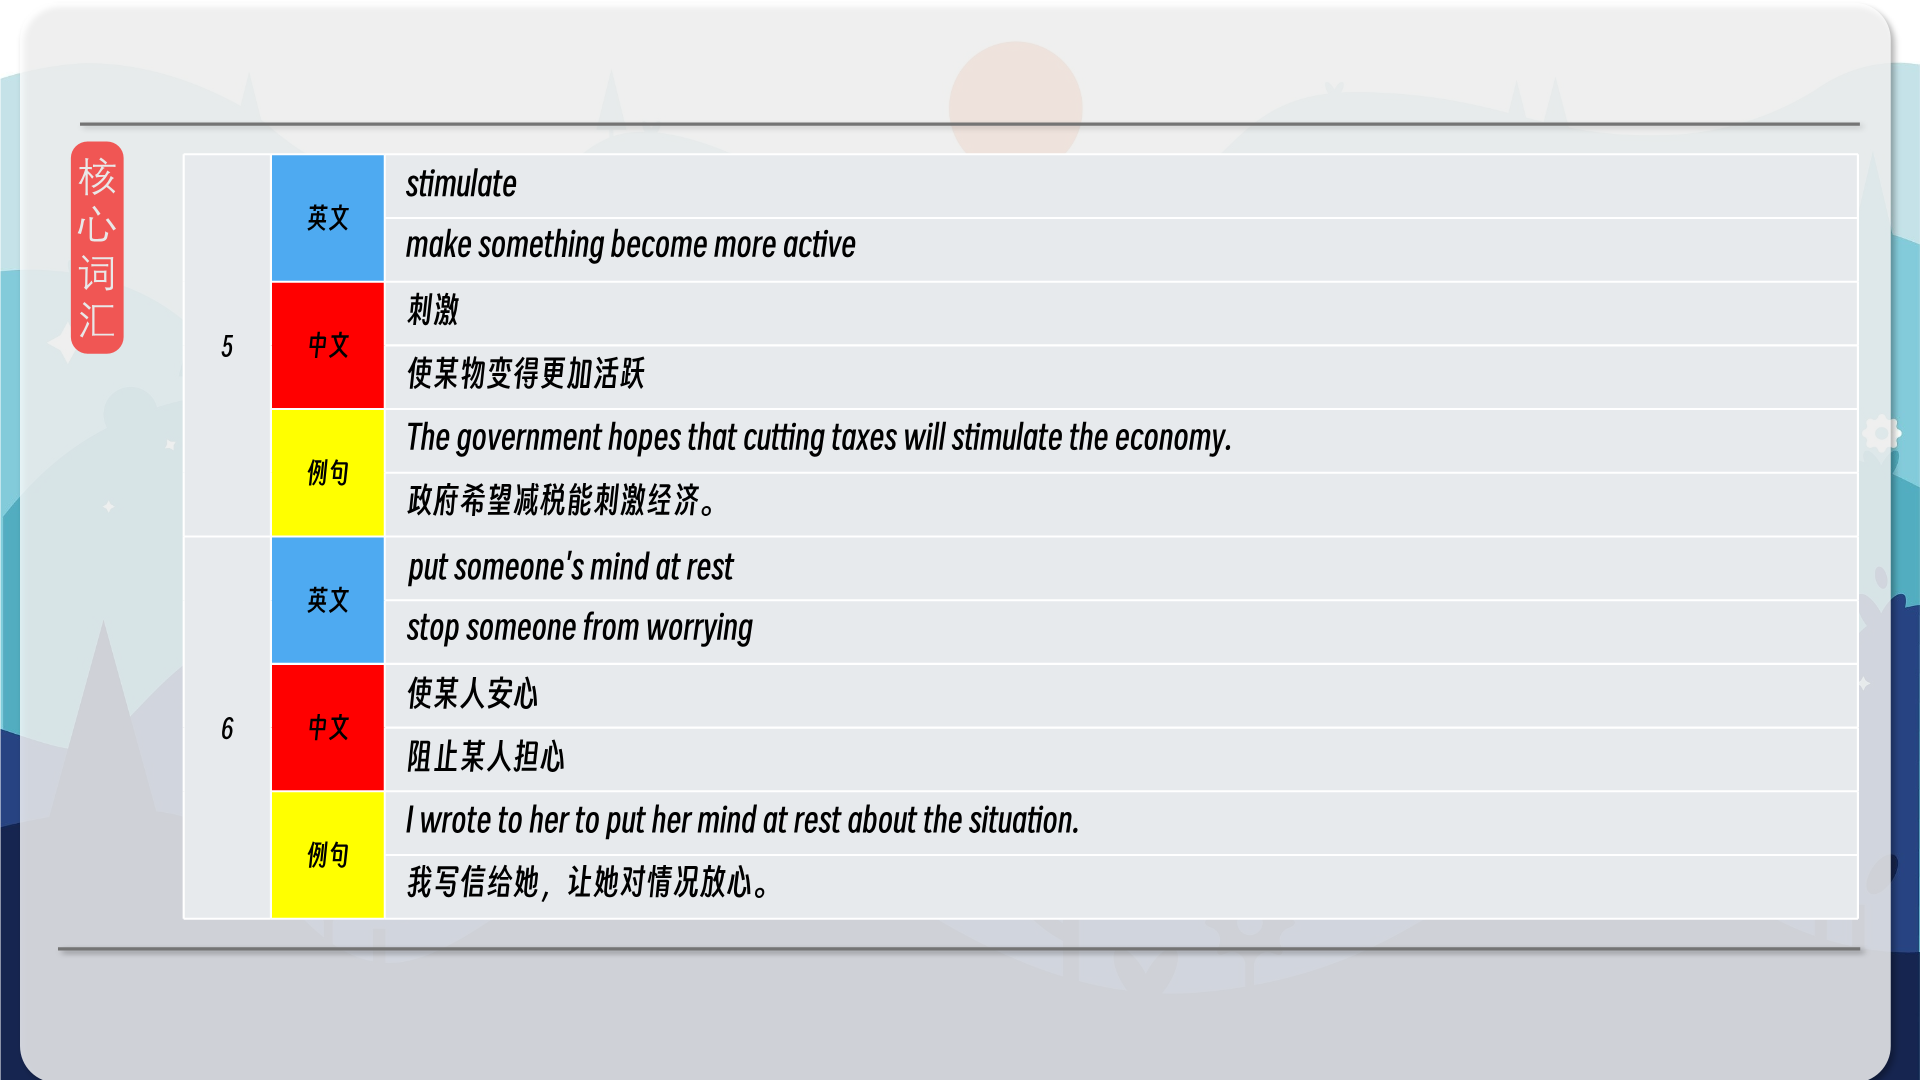 核心词汇
5
英文
stimulate
make something become more active
中文
刺激
使某物变得更加活跃
例句
The government hopes that cutting taxes will stimulate the economy.
政府希望减税能刺激经济。
6
英文
put someone's mind at rest
stop someone from worrying
中文
使某人安心
阻止某人担心
例句
I wrote to her to put her mind at rest about the situation.
我写信给她，让她对情况放心。